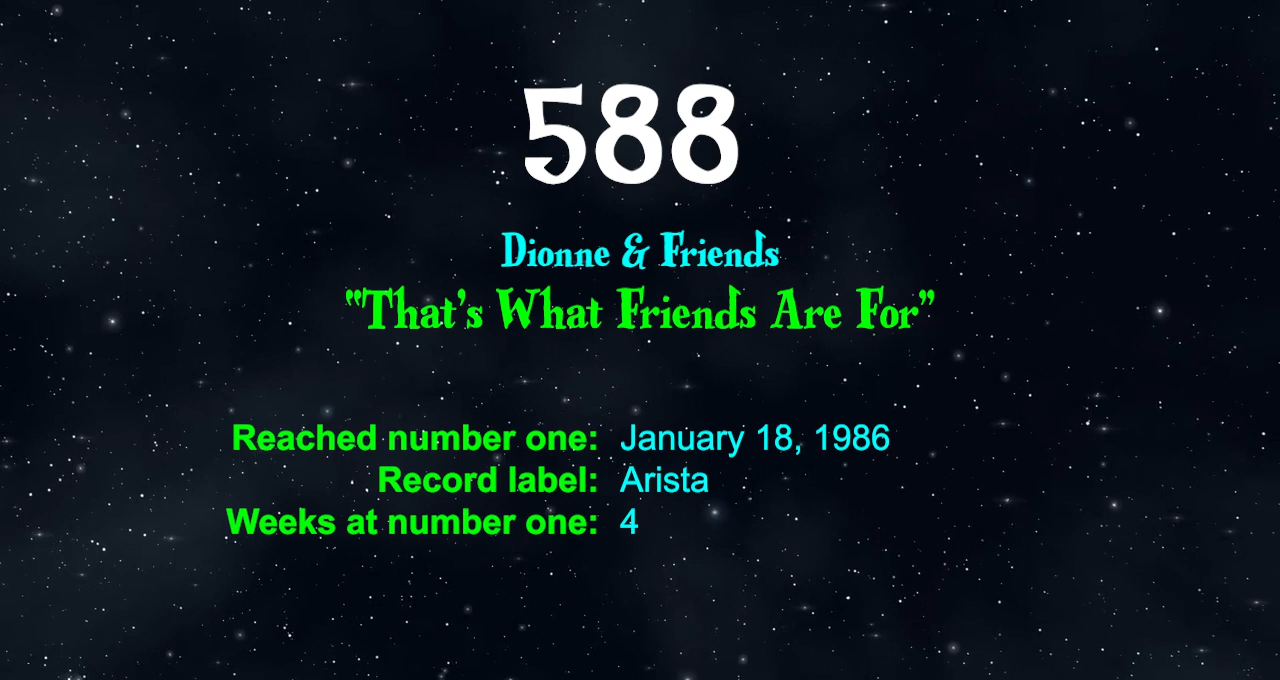 588
Dionne & Friends
“That’s What Friends Are For”
Reached number one: January 18, 1986
Record label: Arista
Weeks at number one: 4